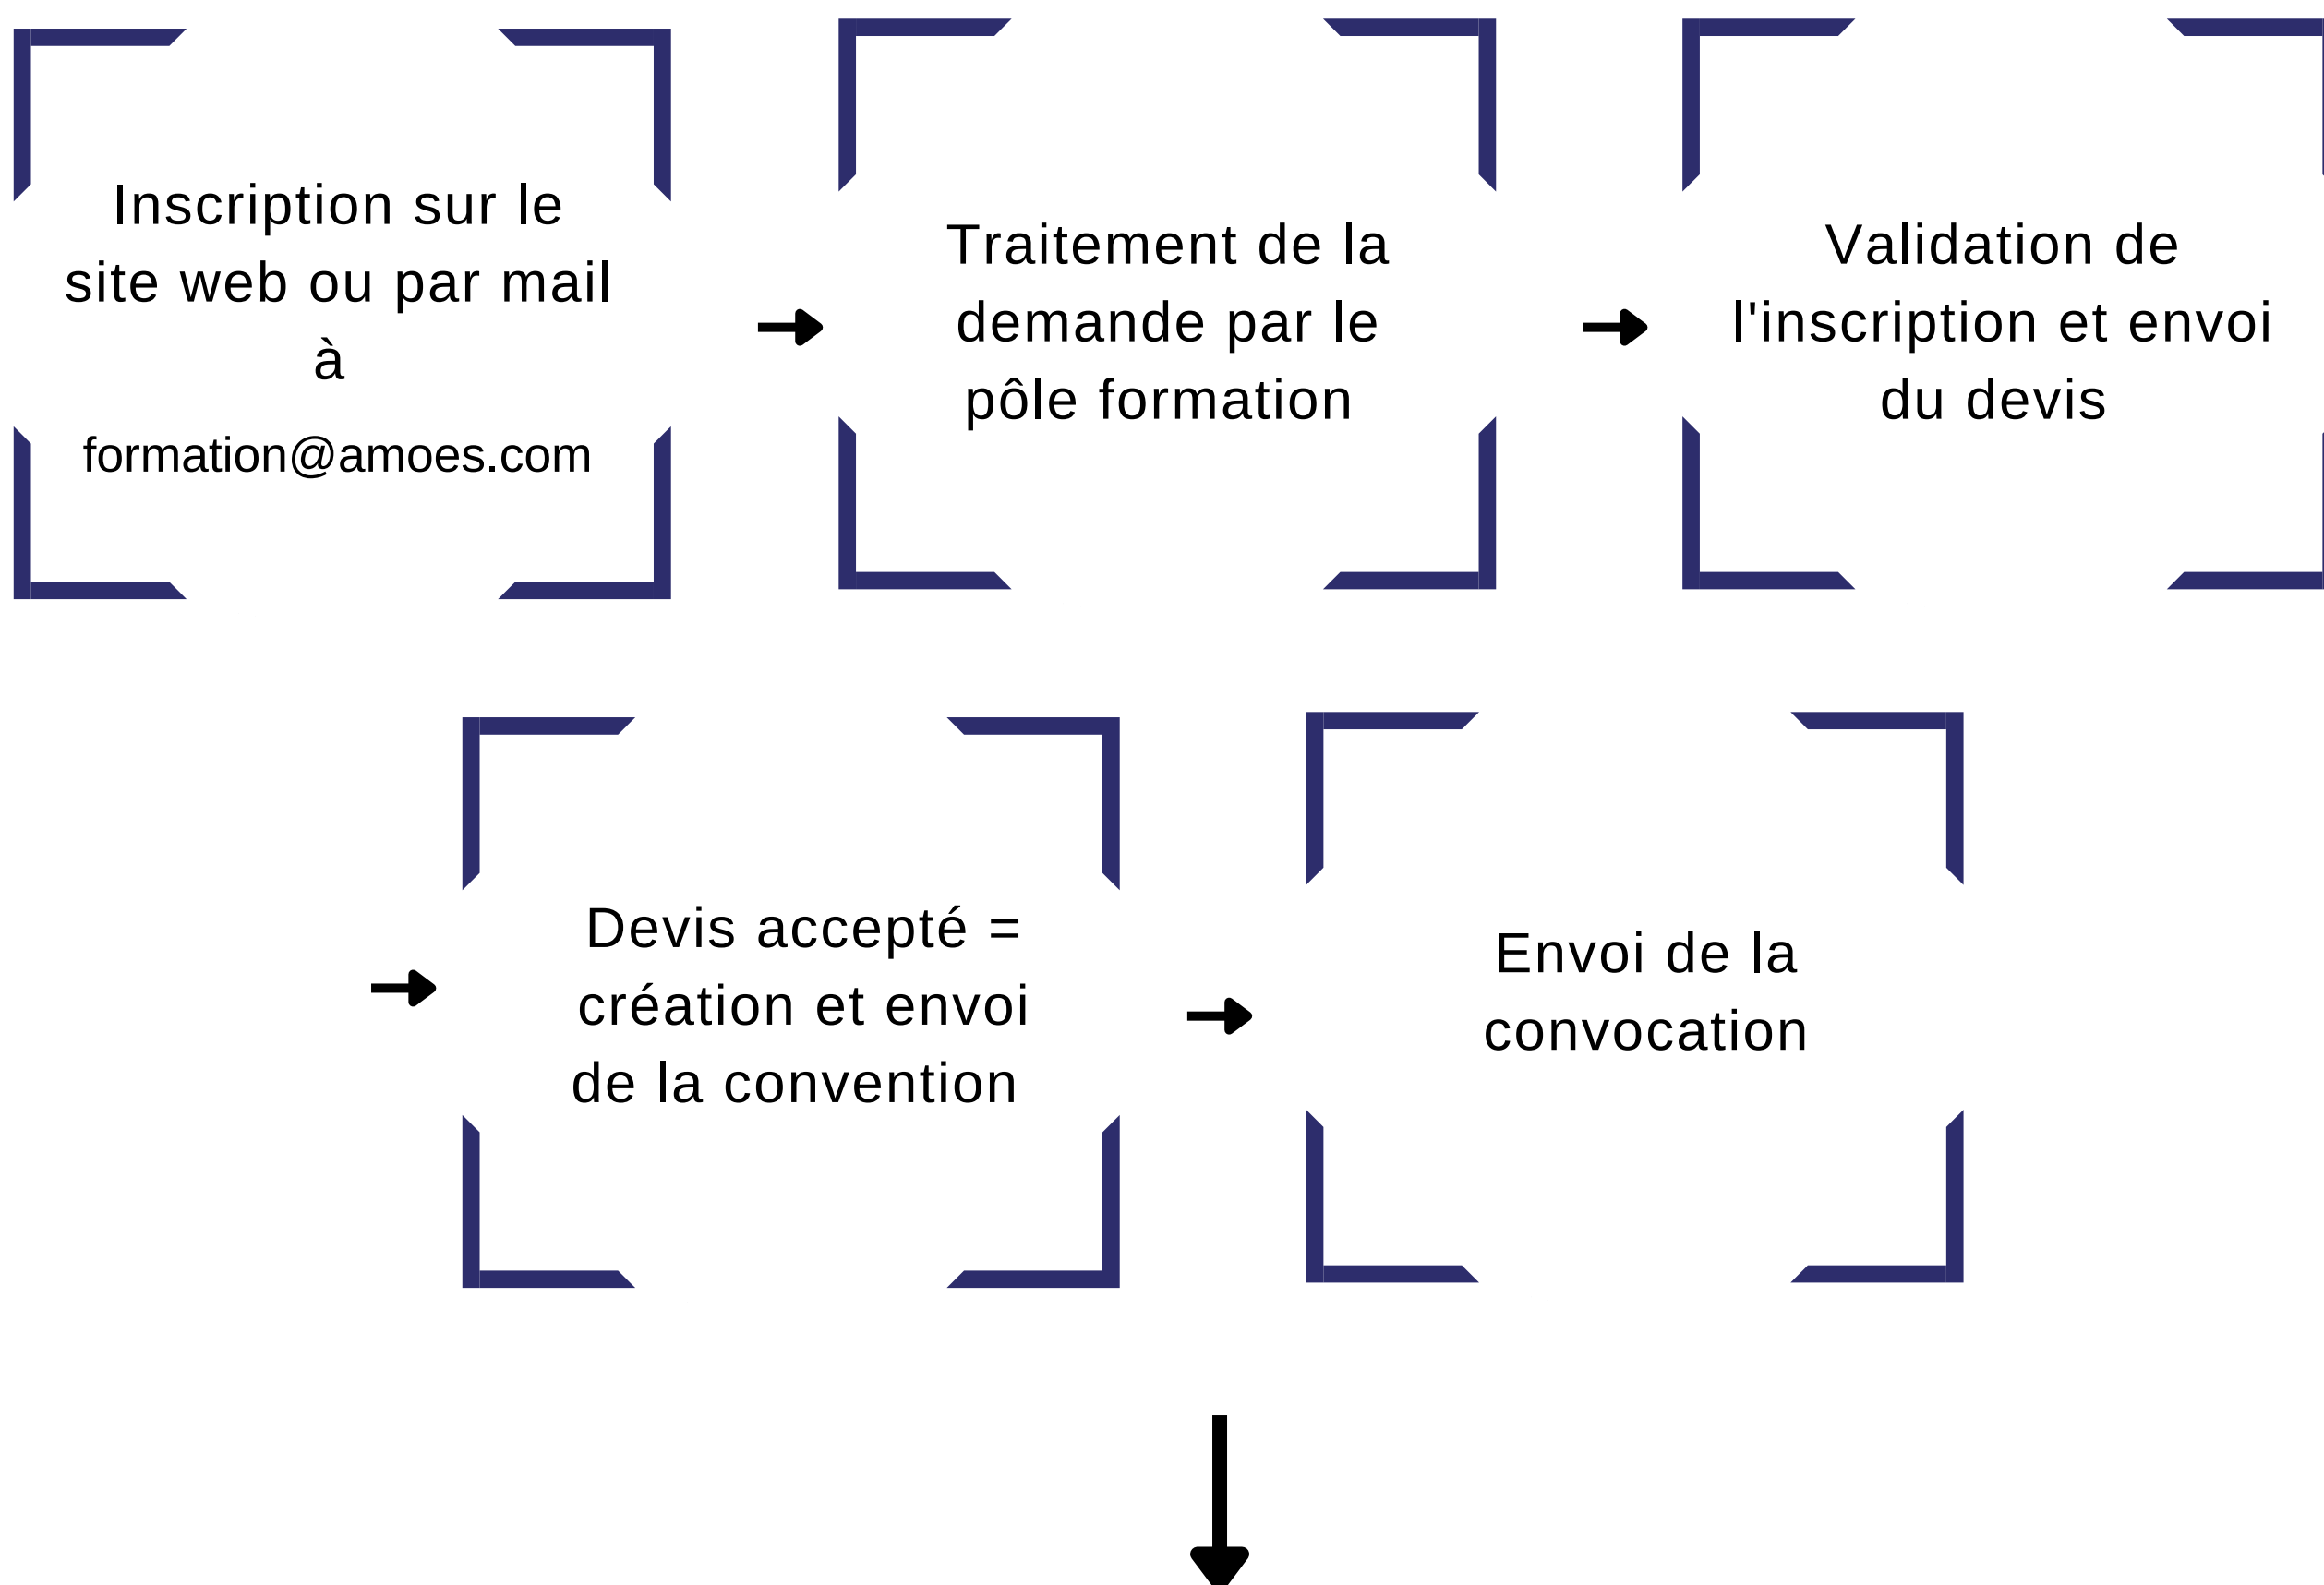 Inscription sur le
site web ou par mail
à
formation@amoes.com
Traitement de la
demande par le
pôle formation
Validation de
l'inscription et envoi
du devis
Devis accepté =
création et envoi
de la convention
Envoi de la
convocation